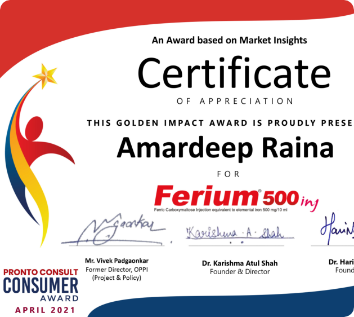 An Award based on Market Insights
Certificate
OF APPRECIATION
THIS GOLDEN IMPACT AWARD IS PROUDLY PRESE
Amardeep Raina
FOR
Ferium® 500 inj
Ferric Carboxymaltose Injection equivalent to elemental iron 500 mg/10 ml
Karishma . A . Shah
Mr. Vivek Padgaonkar
Former Director, OPPI
(Project & Policy)
Dr. Karishma Atul Shah
Founder & Director
Dr. Hari
Found
PRONTO CONSULT
CONSUMER
AWARD
APRIL 2021